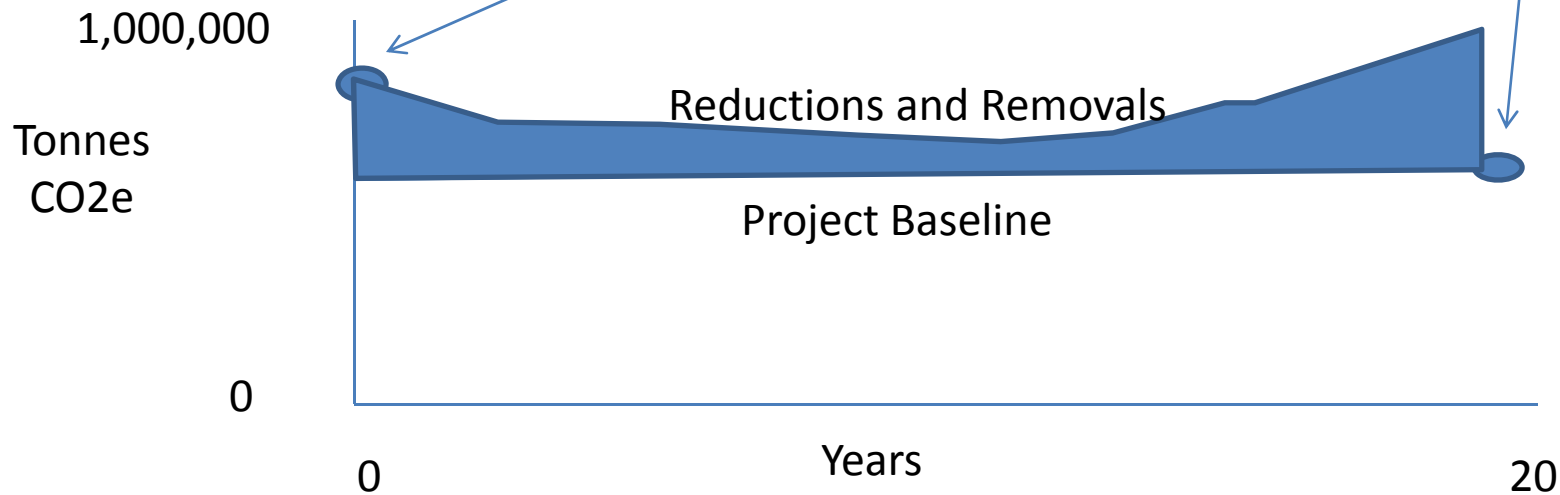 1,000,000
Reductions and Removals
Tonnes
CO2e
Project Baseline
0
Years
0
20